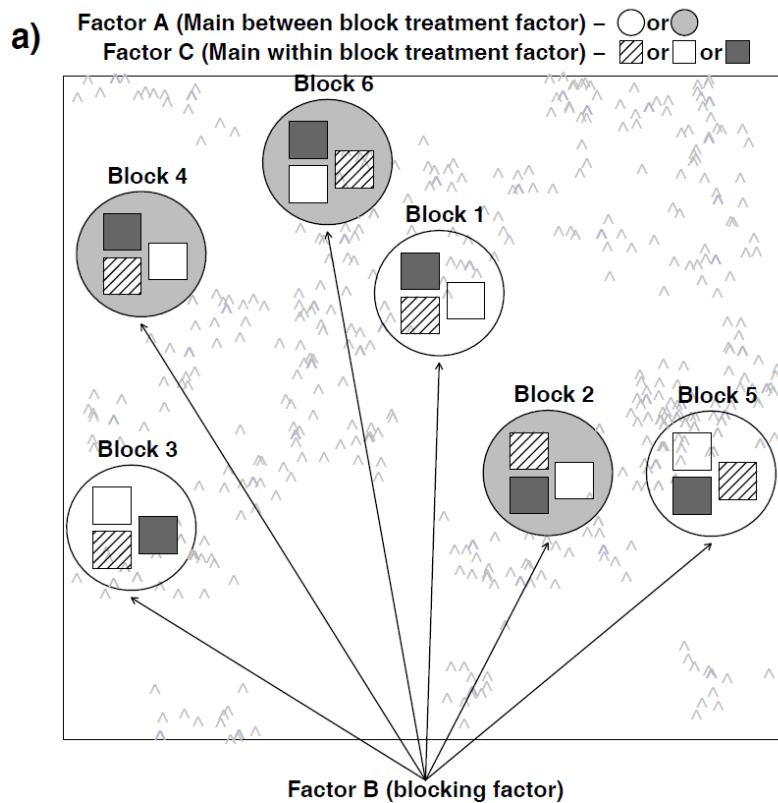 a)
Factor A (Main between block treatment factor) – or
Factor C (Main within block treatment factor) – or or
Block 6
Block 4
Block 1
Block 2
Block 5
Block 3
Factor B (blocking factor)